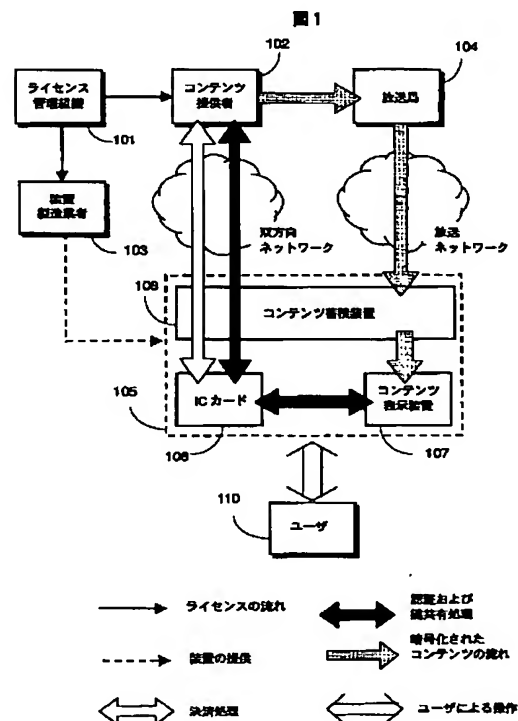 図1
102
104
ライセンス
管理組織
コンテンツ
提供者
放送局
101
装置
製造業者
103
双方向
ネットワーク
放送
ネットワーク
108
コンテンツ蓄積装置
105
ICカード
コンテンツ
表示装置
106
107
110
ユーザ
ライセンスの流れ
認証および
鍵共有処理
装置の提供
暗号化された
コンテンツの流れ
決済処理
ユーザによる操作